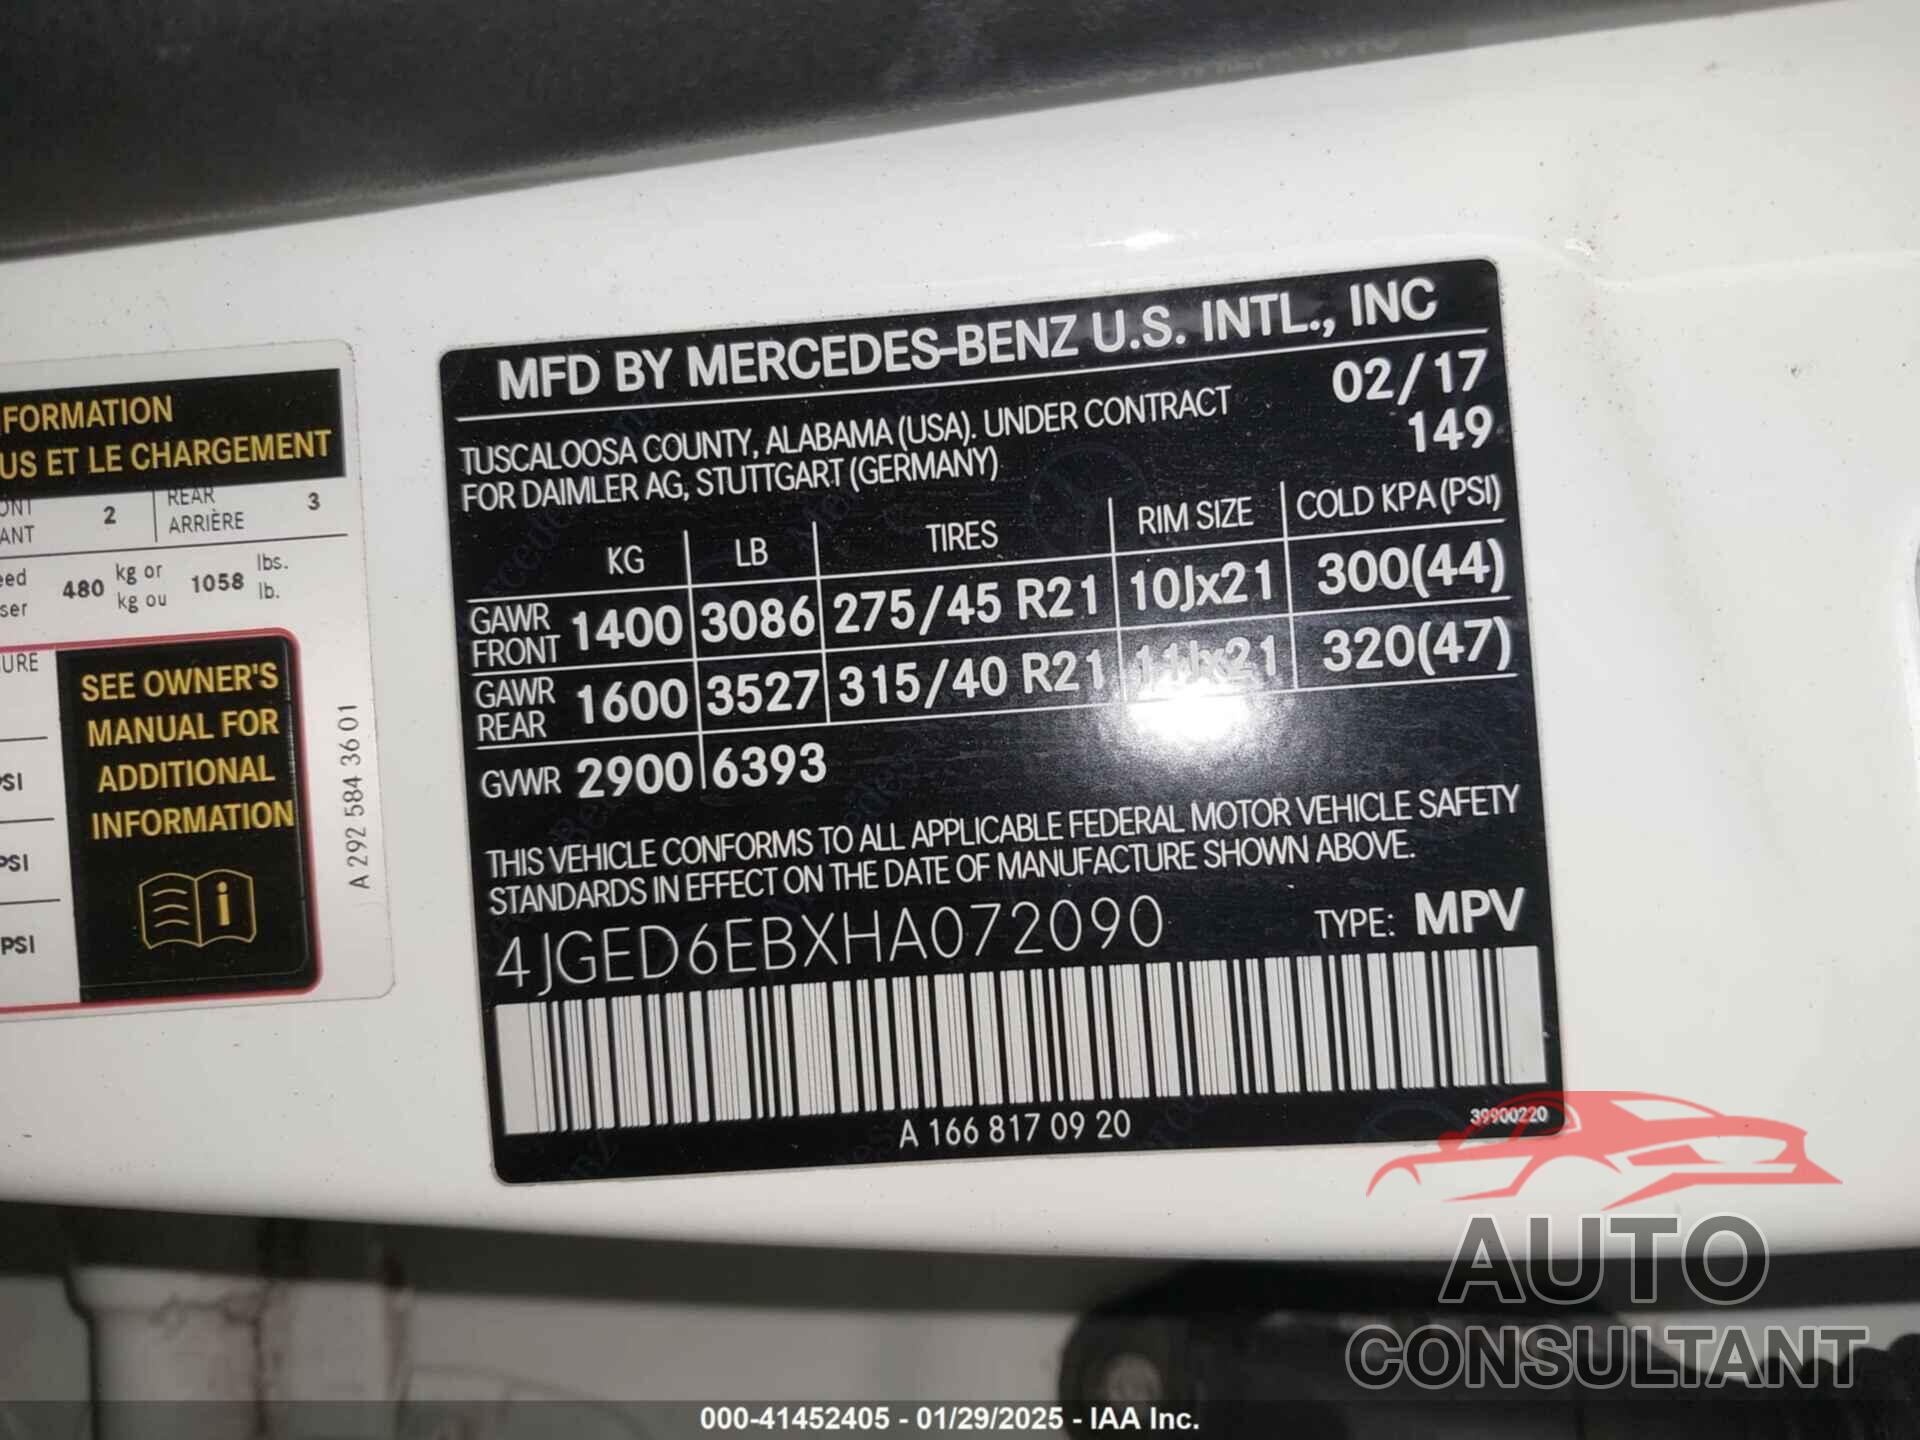 MFD BY MERCEDES-BENZ U.S. INTL., INC
TUSCALOOSA COUNTY, ALABAMA (USA). UNDER CONTRACT 02/17
FOR DAIMLER AG, STUTTGART (GERMANY) 149
KG LB TIRES RIM SIZE COLD KPA (PSI)
GAWR FRONT 1400 3086 275/45 R21 10Jx21 300(44)
GAWR REAR 1600 3527 315/40 R21 11Jx21 320(47)
GVWR 2900 6393
THIS VEHICLE CONFORMS TO ALL APPLICABLE FEDERAL MOTOR VEHICLE SAFETY
STANDARDS IN EFFECT ON THE DATE OF MANUFACTURE SHOWN ABOVE.
4JGED6EBXHA072090 TYPE: MPV
A 166 817 09 20 39900220
FORMATION
US ET LE CHARGEMENT
ONT 2 REAR 3
ANT ARRIÈRE
eed 480 kg or 1058 lbs.
ser kg ou lb.
URE
SEE OWNER'S
MANUAL FOR
ADDITIONAL
INFORMATION
i
PSI
PSI
PSI
A 292 584 36 01
AUTO
CONSULTANT
000-41452405 - 01/29/2025 - IAA Inc.